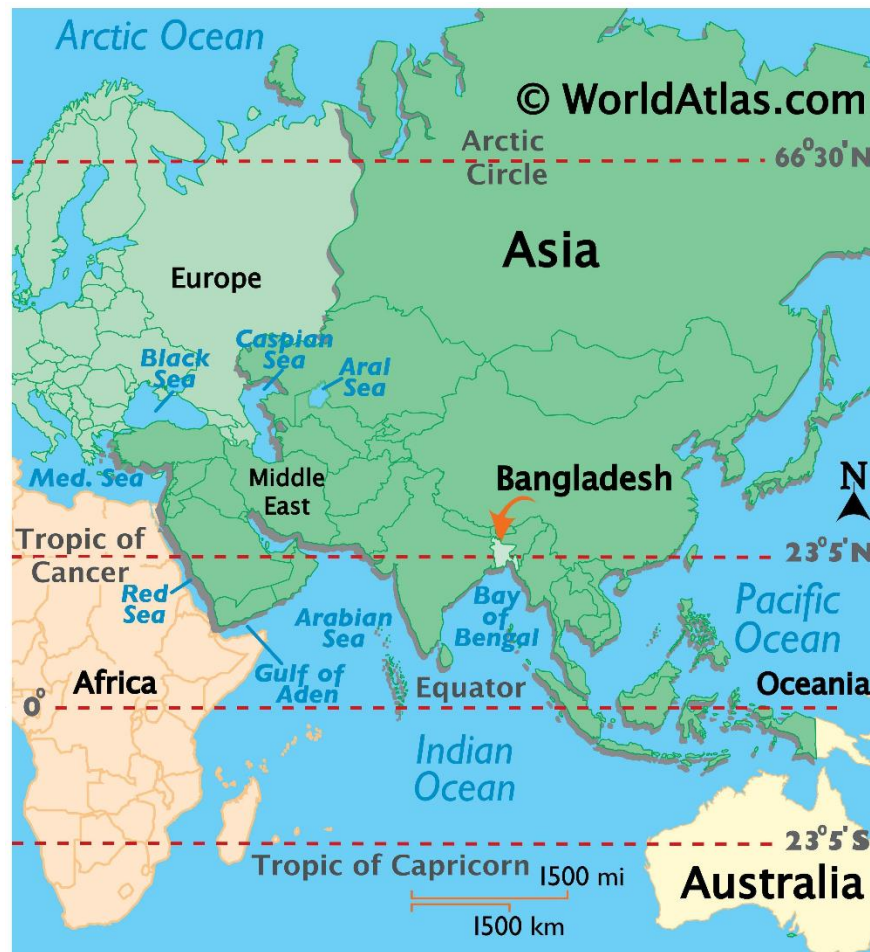 Arctic Ocean
© WorldAtlas.com
Arctic
Circle
66°30'N
Asia
Europe
Caspian
Sea
Black
Sea
Aral
Sea
Med. Sea
Middle
East
Bangladesh
N
Tropic of
Cancer
23°5'N
Red
Sea
Arabian
Sea
Bay
of
Bengal
Pacific
Ocean
Gulf of
Aden
Africa
Equator
Oceania
0°
Indian
Ocean
23°5'S
Tropic of Capricorn
1500 mi
1500 km
Australia